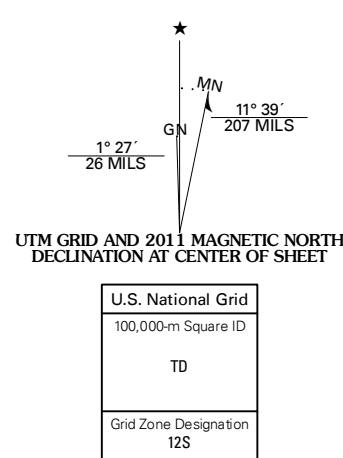 MN
GN
11° 39´
207 MILS
1° 27´
26 MILS
UTM GRID AND 2011 MAGNETIC NORTH
DECLINATION AT CENTER OF SHEET
U.S. National Grid
100,000-m Square ID
TD
Grid Zone Designation
12S